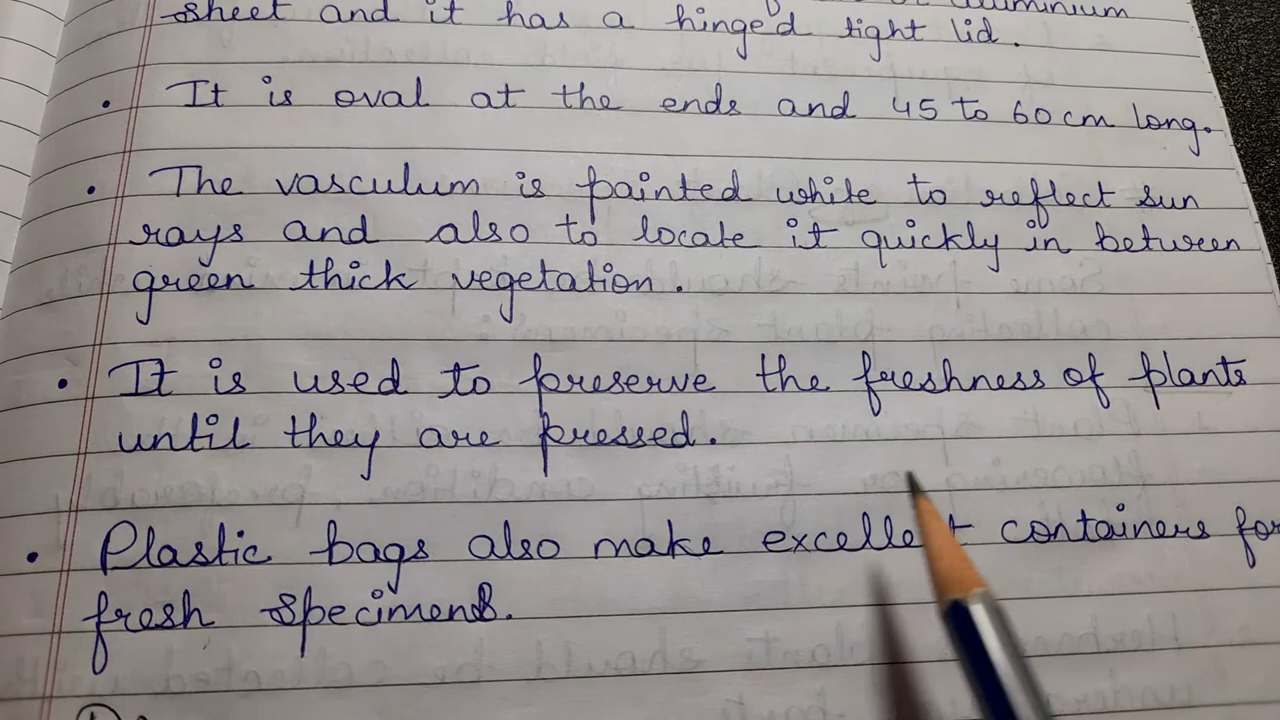 aluminium
sheet and it has a hinged tight lid.
• It is oval at the ends and 45 to 60 cm long.
• The vasculum is painted white to reflect sun
rays and also to locate it quickly in between
green thick vegetation.
• It is used to preserve the freshness of plants
until they are pressed.
• Plastic bags also make excellent containers for
fresh specimens.